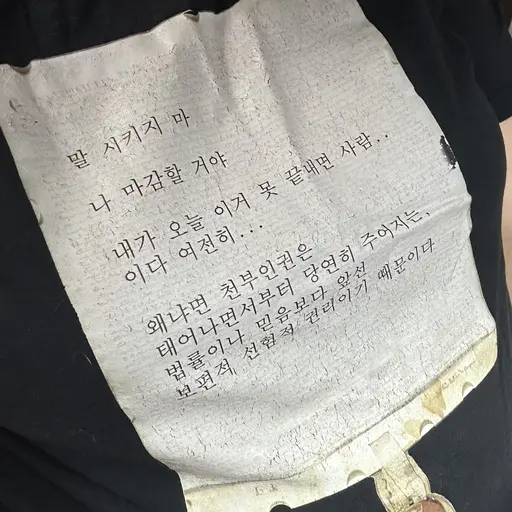 말 시키지 마
나 마감할 거야
내가 오늘 이거 못 끝내면 사람..
이다 여전히...
왜냐면 천부인권은
태어나면서부터 당연히 주어지는,
법률이나 믿음보다 앞선
보편적 선험적 권리이기 때문이다